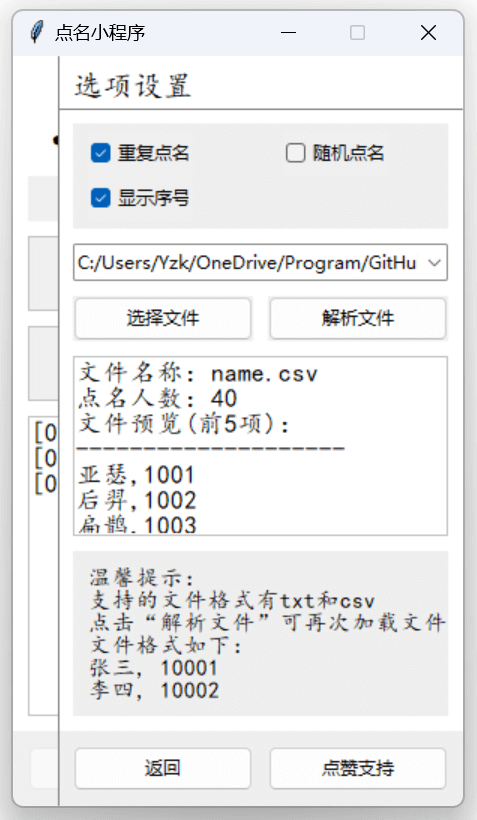 点名小程序
选项设置
重复点名
随机点名
显示序号
C:/Users/Yzk/OneDrive/Program/GitHu
选择文件
解析文件
文件名称: name.csv
点名人数: 40
文件预览(前5项):
--------------------
亚瑟,1001
后羿,1002
扁鹊,1003
[0
[0
[0
温馨提示:
支持的文件格式有txt和csv
点击“解析文件”可再次加载文件
文件格式如下:
张三, 10001
李四, 10002
返回
点赞支持